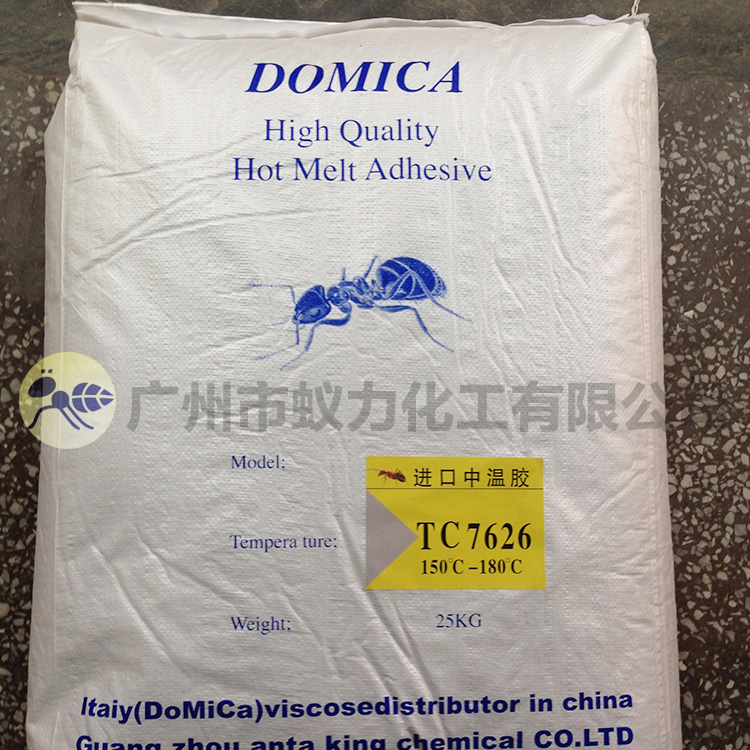 DOMICA
High Quality
Hot Melt Adhesive
广州市蚁力化工有限公
Model:
进口中温胶
TC7626
Tempera ture:
150℃-180℃
Weight:
25KG
Itaiy(DoMiCa)viscosedistributor in china
Guang zhou anta king chemical CO.LTD